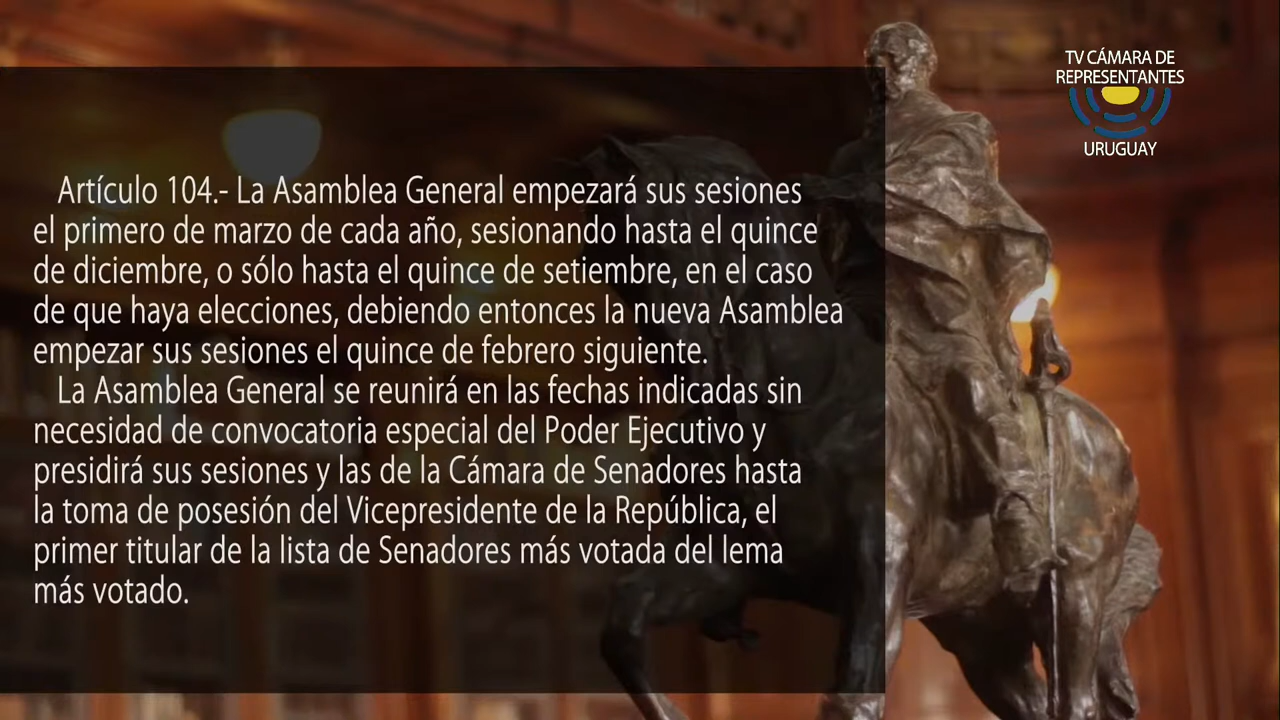 Artículo 104.- La Asamblea General empezará sus sesiones
el primero de marzo de cada año, sesionando hasta el quince
de diciembre, o sólo hasta el quince de setiembre, en el caso
de que haya elecciones, debiendo entonces la nueva Asamblea
empezar sus sesiones el quince de febrero siguiente.
La Asamblea General se reunirá en las fechas indicadas sin
necesidad de convocatoria especial del Poder Ejecutivo y
presidirá sus sesiones y las de la Cámara de Senadores hasta
la toma de posesión del Vicepresidente de la República, el
primer titular de la lista de Senadores más votada del lema
más votado.
TV CÁMARA DE
REPRESENTANTES
URUGUAY